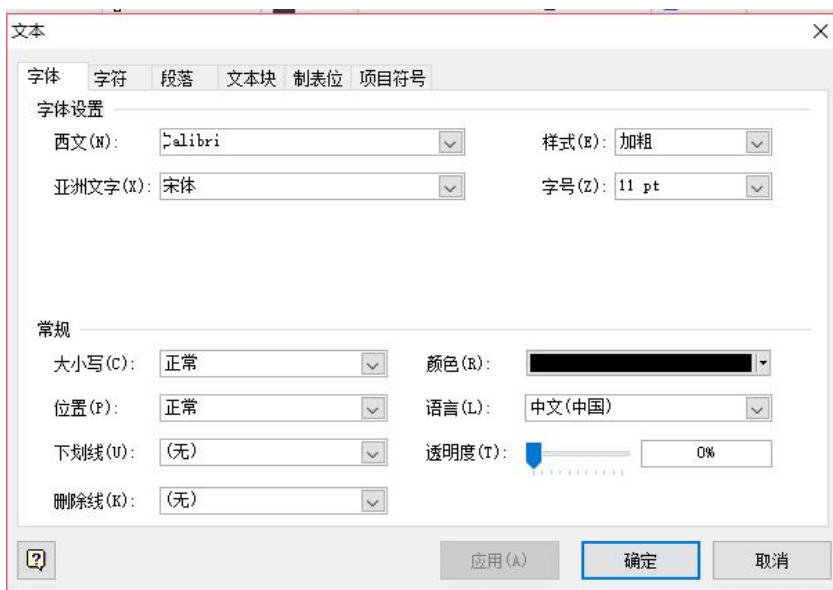 文本
字体 字符 段落 文本块 制表位 项目符号
字体设置
西文(N): Calibri 样式(E): 加粗
亚洲文字(X): 宋体 字号(Z): 11 pt
常规
大小写(C): 正常 颜色(R):
位置(P): 正常 语言(L): 中文(中国)
下划线(U): (无) 透明度(T): 0%
删除线(K): (无)
应用(A) 确定 取消